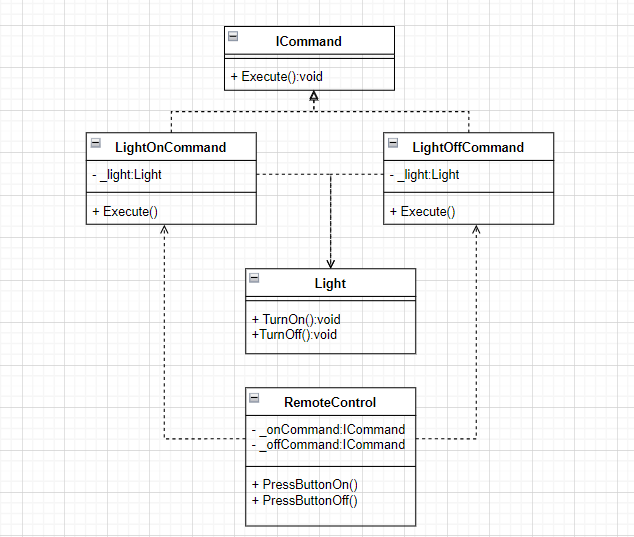 ICommand
+ Execute():void
LightOnCommand
- _light:Light
+ Execute()
LightOffCommand
- _light:Light
+ Execute()
Light
+ TurnOn():void
+TurnOff():void
RemoteControl
- _onCommand:ICommand
- _offCommand:ICommand
+ PressButtonOn()
+ PressButtonOff()